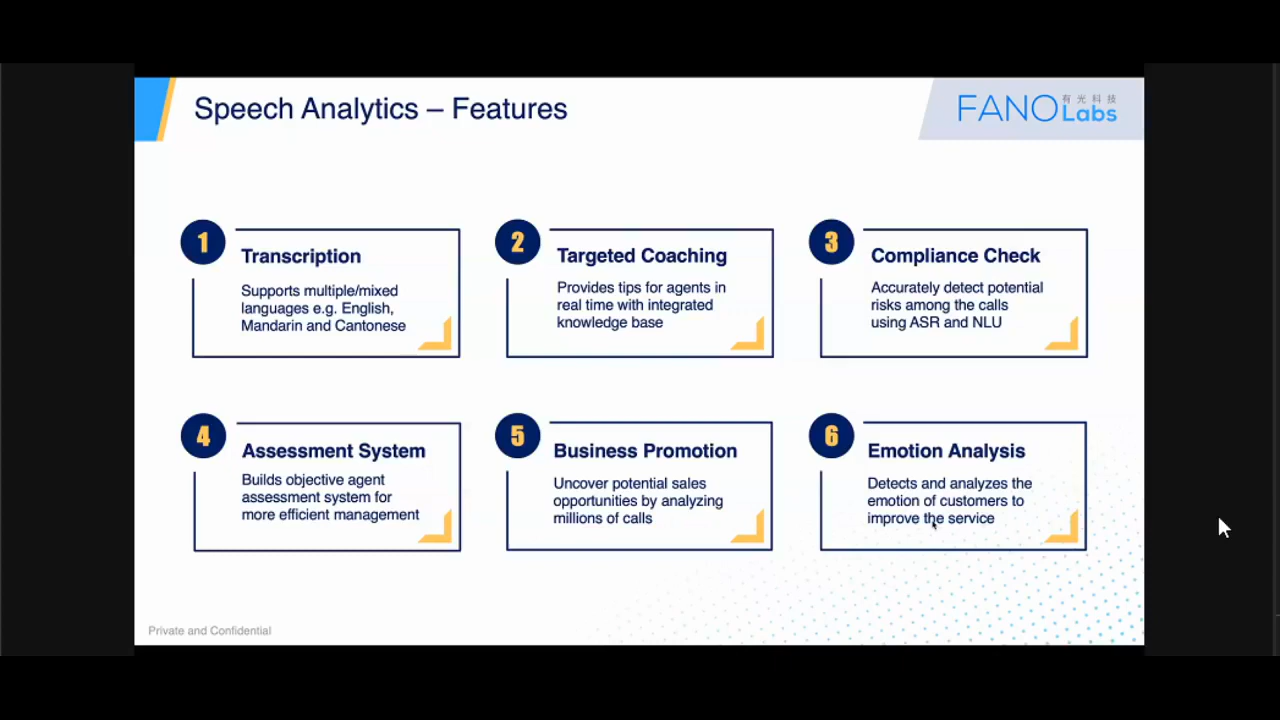 Speech Analytics – Features
FANO 有光科技 Labs
1
Transcription
Supports multiple/mixed
languages e.g. English,
Mandarin and Cantonese
2
Targeted Coaching
Provides tips for agents in
real time with integrated
knowledge base
3
Compliance Check
Accurately detect potential
risks among the calls
using ASR and NLU
4
Assessment System
Builds objective agent
assessment system for
more efficient management
5
Business Promotion
Uncover potential sales
opportunities by analyzing
millions of calls
6
Emotion Analysis
Detects and analyzes the
emotion of customers to
improve the service
Private and Confidential